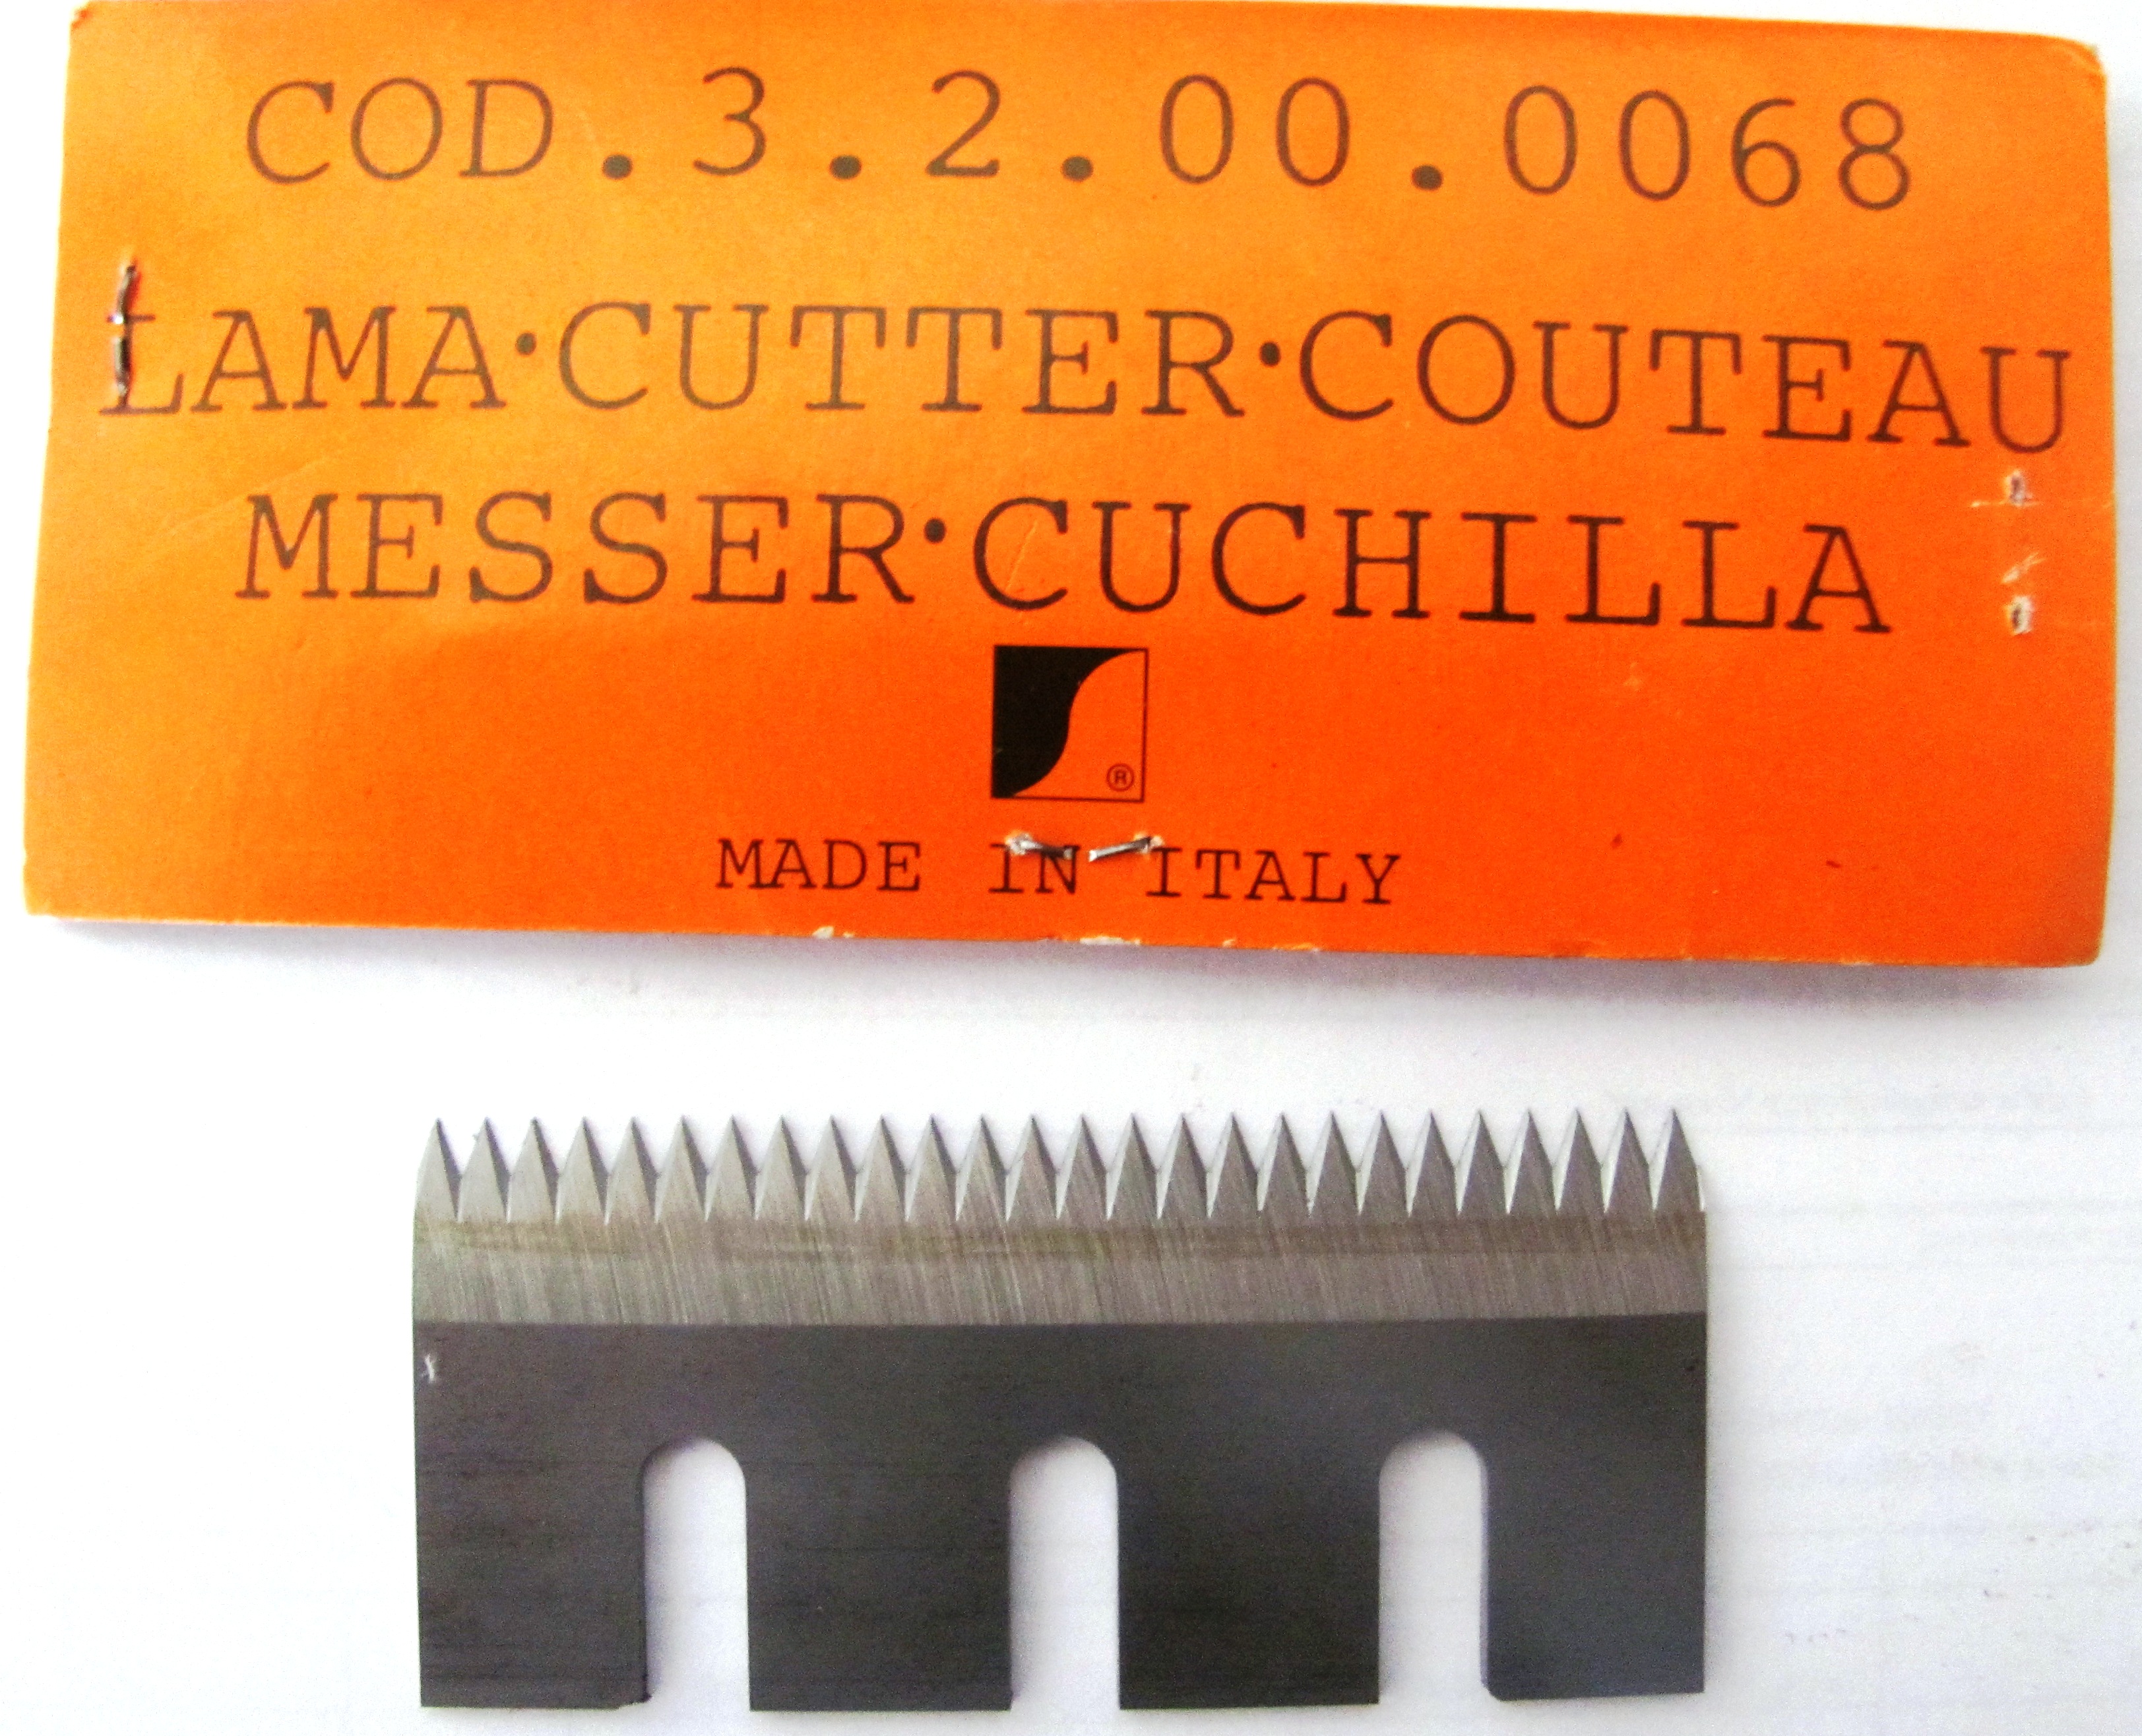 COD.3.2.00.0068
LAMA·CUTTER·COUTEAU
MESSER·CUCHILLA
®
MADE IN ITALY